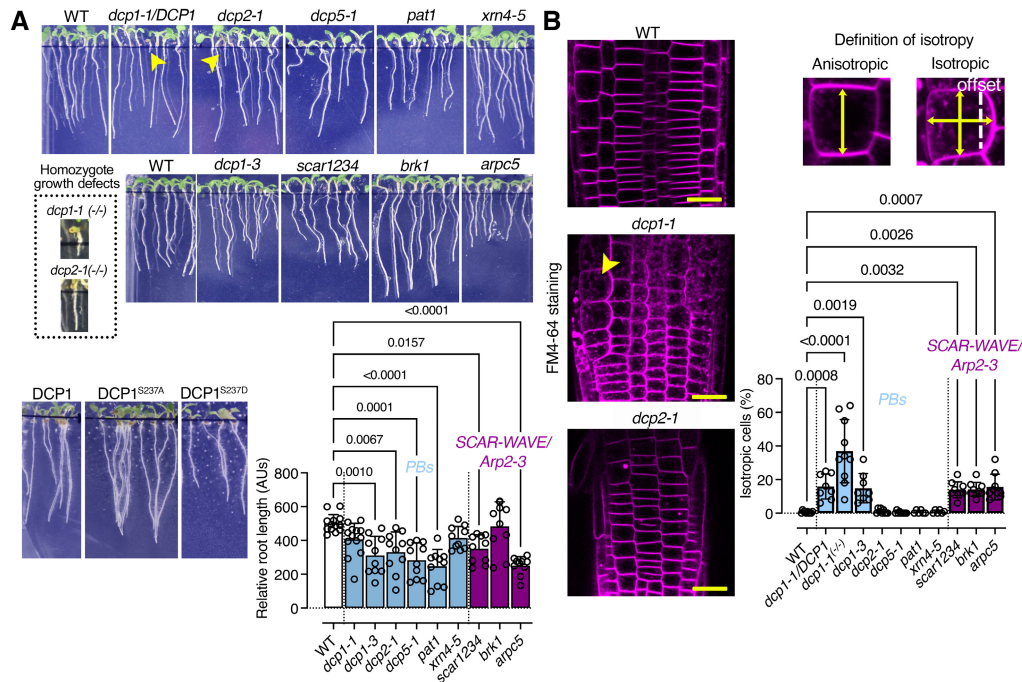 A
WT
dcp1-1/DCP1
dcp2-1
dcp5-1
pat1
xrn4-5
Homozygote
growth defects
dcp1-1 (-/-)
dcp2-1(-/-)
WT
dcp1-3
scar1234
brk1
arpc5
DCP1
DCP1S237A
DCP1S237D
<0.0001
0.0157
<0.0001
0.0001
0.0067
0.0010
PBs
SCAR-WAVE/
Arp2-3
Relative root length (AUs)
800
600
400
200
0
WT
dcp1-1
dcp1-3
dcp2-1
dcp5-1
pat1
xrn4-5
scar1234
brk1
arpc5
B
WT
dcp1-1
dcp2-1
FM4-64 staining
Definition of isotropy
Anisotropic
Isotropic
offset
0.0007
0.0026
0.0032
0.0019
<0.0001
0.0008
PBs
SCAR-WAVE/
Arp2-3
Isotropic cells (%)
80
60
40
20
0
WT
dcp1-1/DCP1
dcp1-1(-/-)
dcp1-3
dcp2-1
dcp5-1
pat1
xrn4-5
scar1234
brk1
arpc5